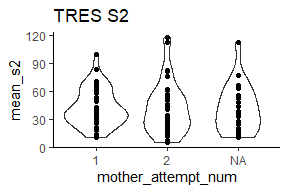 TRES S2
mean_s2
120
90
60
30
0
1 2 NA
mother_attempt_num